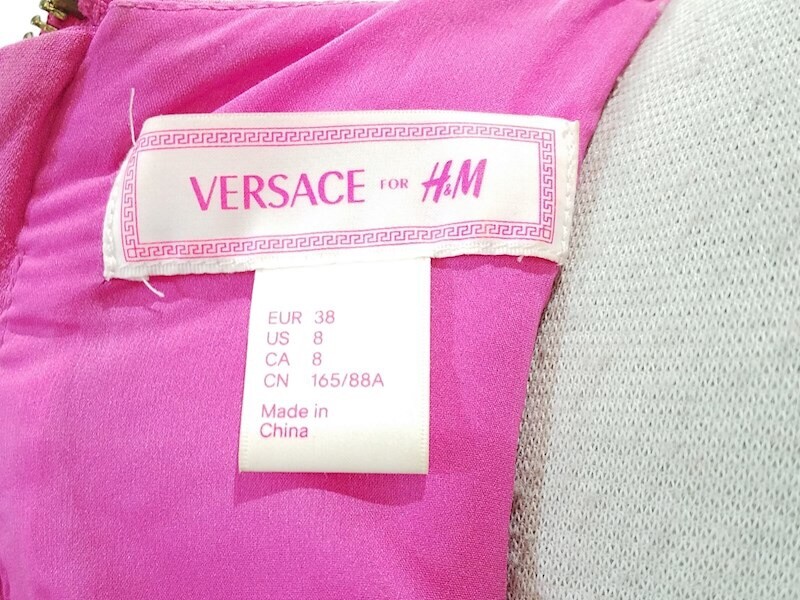 VERSACE FOR H&M
EUR 38
US 8
CA 8
CN 165/88A
Made in
China